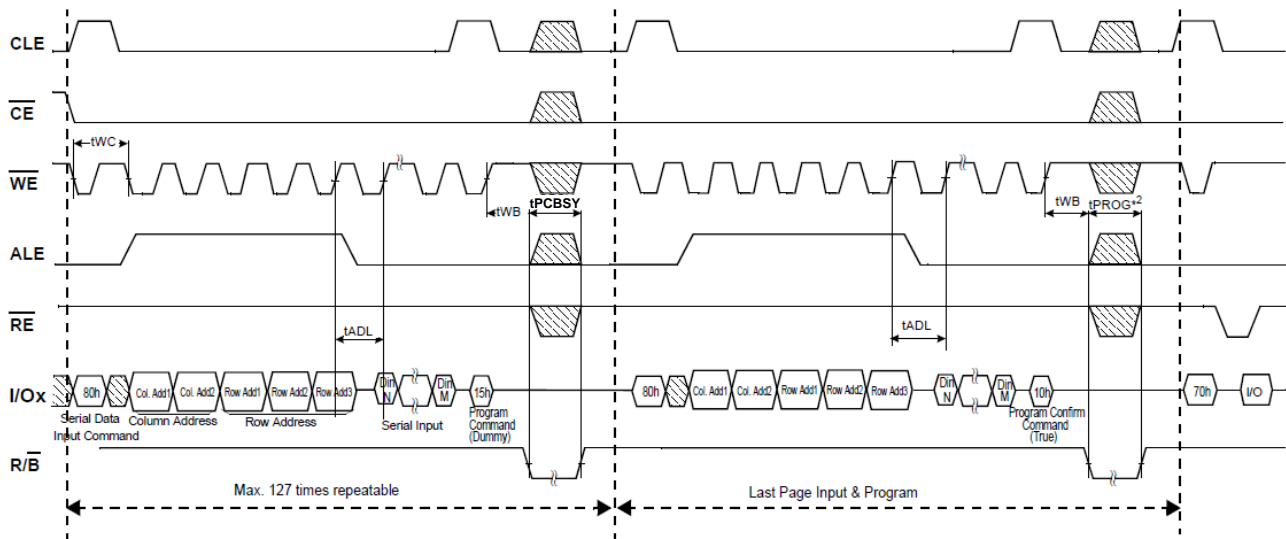 CLE
CE
tWC
WE
tWB
tPCBSY
tWB
tPROG*2
ALE
RE
tADL
tADL
I/Ox
80h
Col. Add1
Col. Add2
Row Add1
Row Add2
Row Add3
Din
N
Din
M
15h
80h
Col. Add1
Col. Add2
Row Add1
Row Add2
Row Add3
Din
N
Din
M
10h
70h
I/O
Serial Data
Input Command
Column Address
Row Address
Serial Input
Program
Command
(Dummy)
Program Confirm
Command
(True)
R/B
Max. 127 times repeatable
Last Page Input & Program